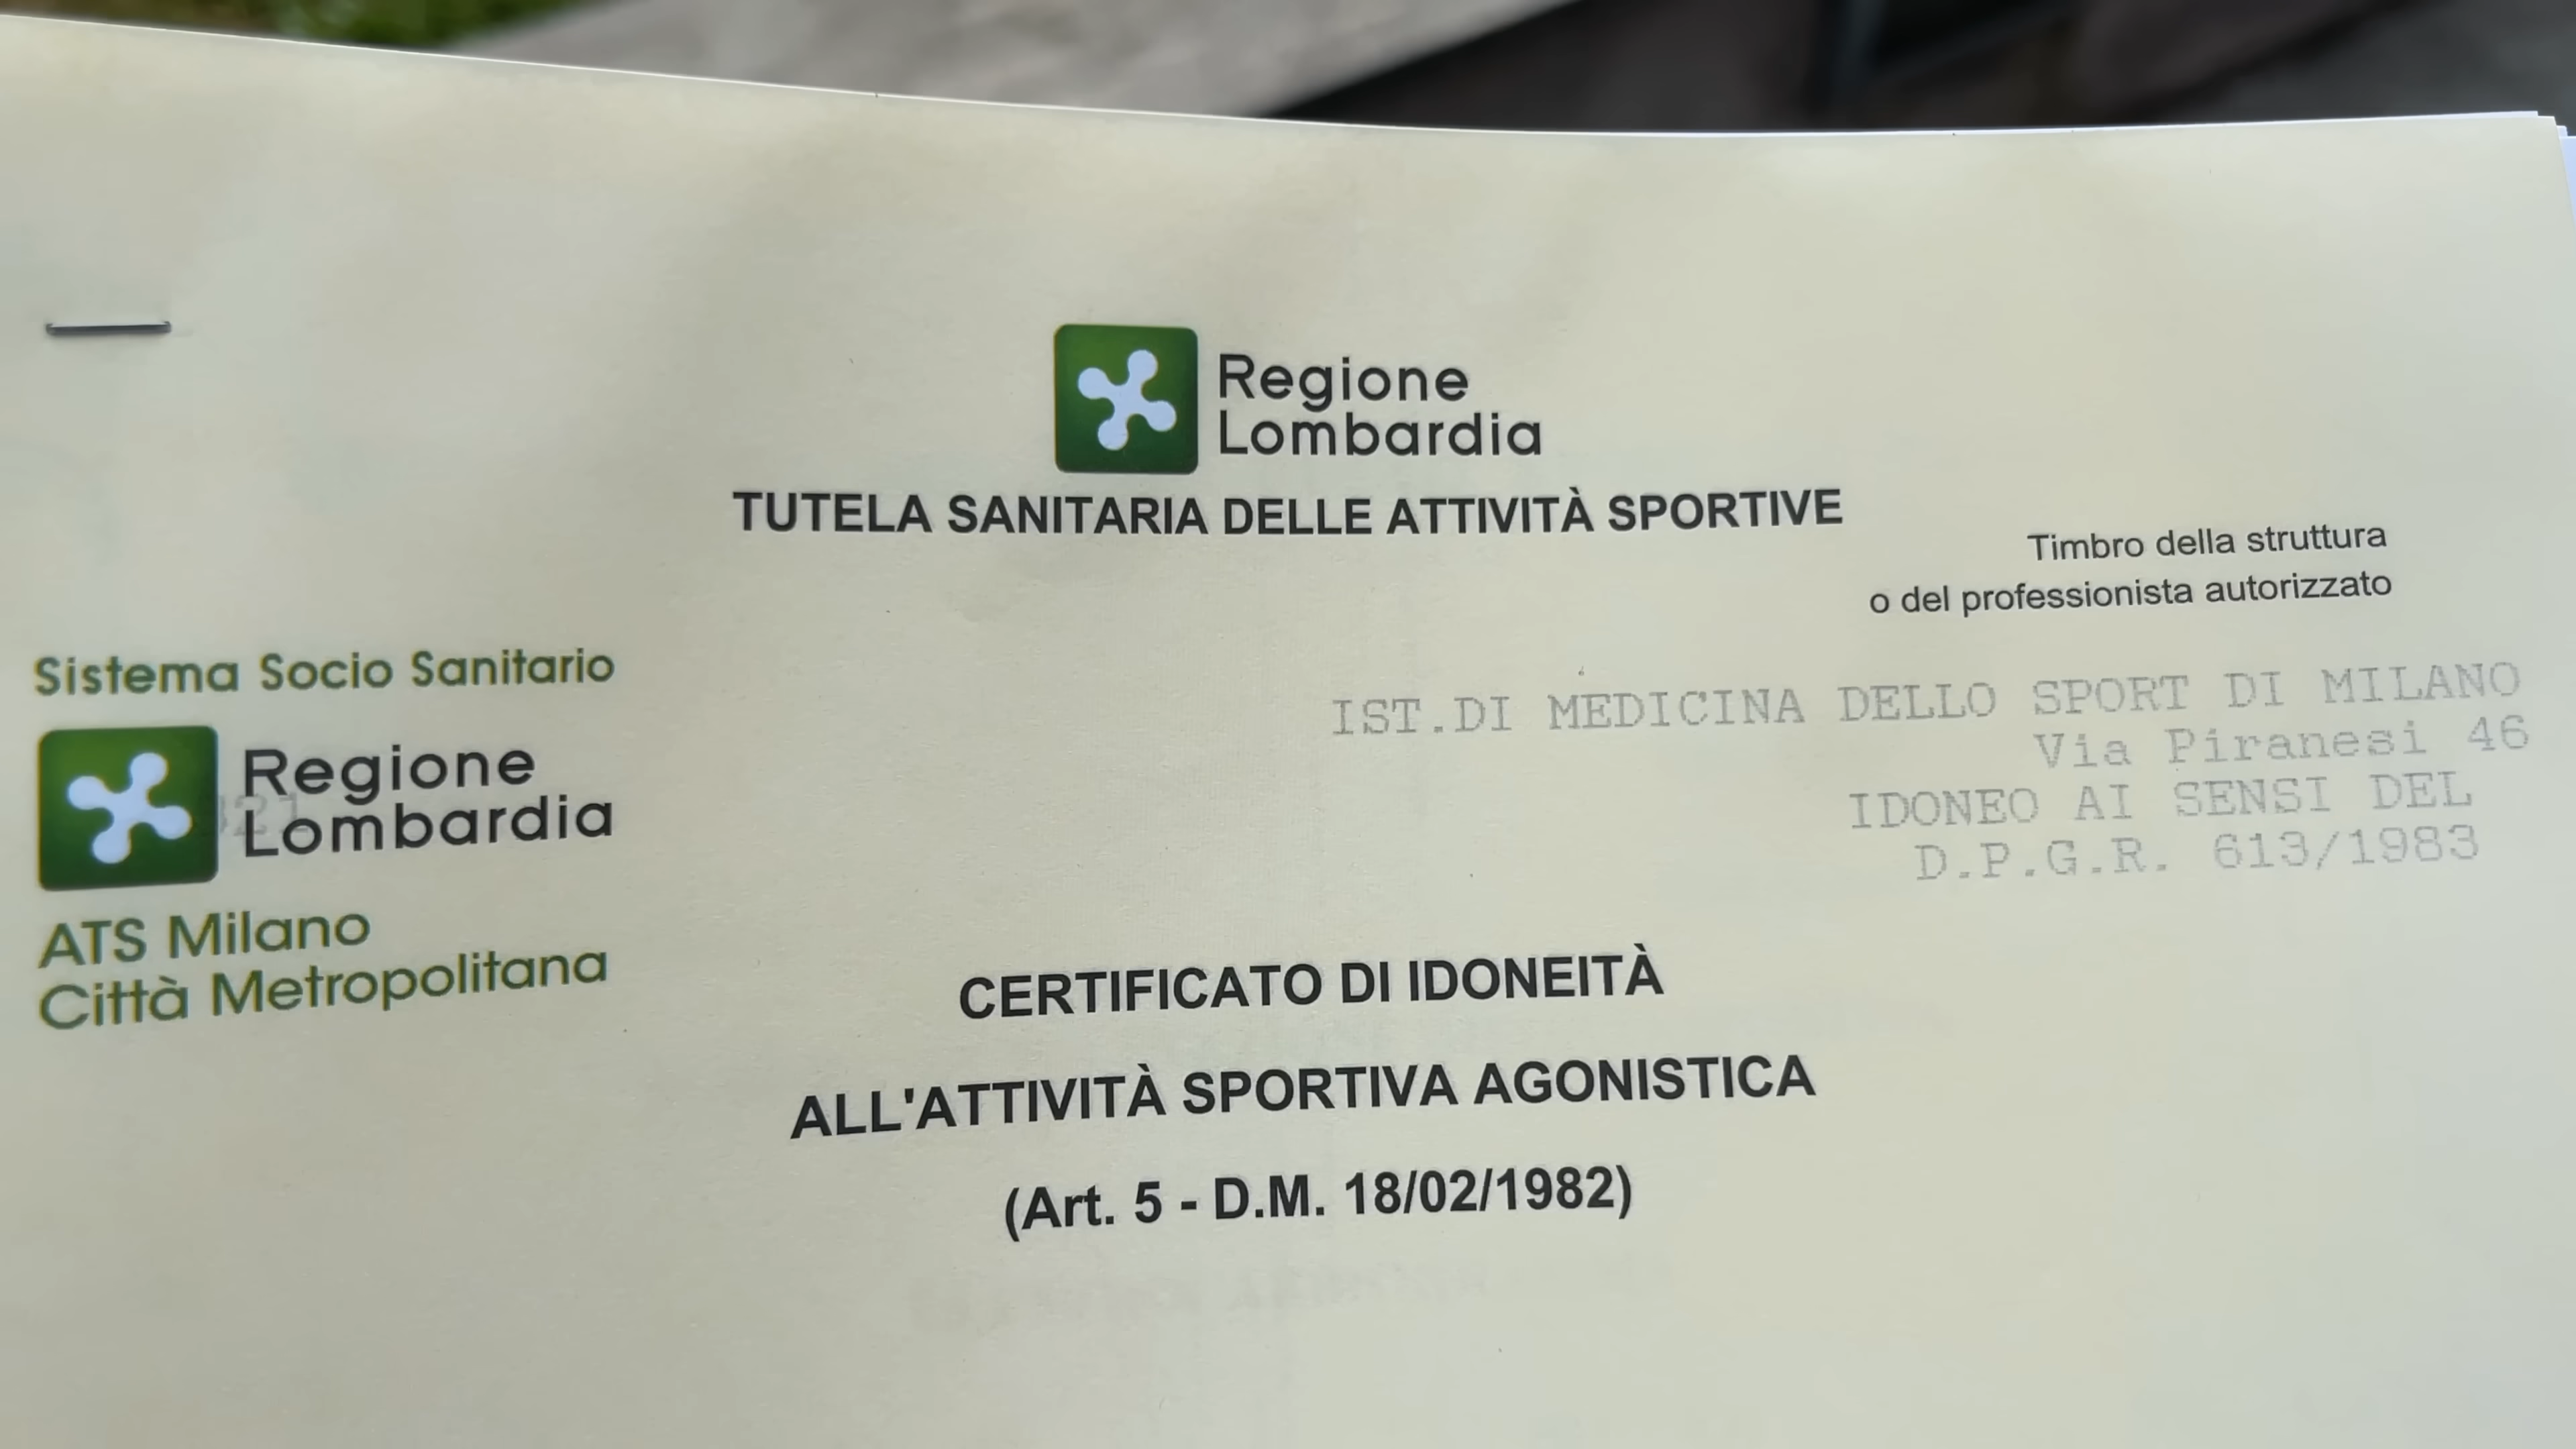 Regione
Lombardia
TUTELA SANITARIA DELLE ATTIVITÀ SPORTIVE
Timbro della struttura
o del professionista autorizzato
Sistema Socio Sanitario
Regione
Lombardia
ATS Milano
Città Metropolitana
IST.DI MEDICINA DELLO SPORT DI MILANO
Via Piranesi 46
IDONEO AI SENSI DEL
D.P.G.R. 613/1983
CERTIFICATO DI IDONEITÀ
ALL'ATTIVITÀ SPORTIVA AGONISTICA
(Art. 5 - D.M. 18/02/1982)